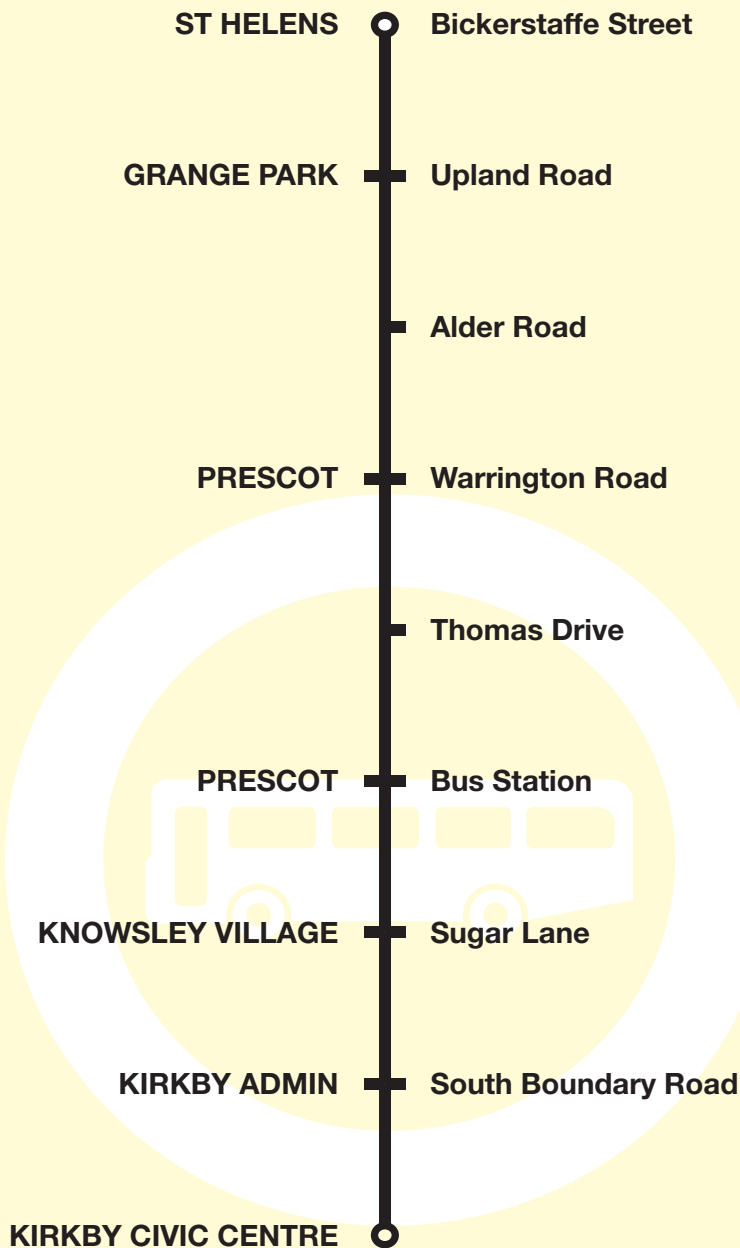 ST HELENS Bickerstaffe Street
GRANGE PARK Upland Road
Alder Road
PRESCOT Warrington Road
Thomas Drive
PRESCOT Bus Station
KNOWSLEY VILLAGE Sugar Lane
KIRKBY ADMIN South Boundary Road
KIRKBY CIVIC CENTRE